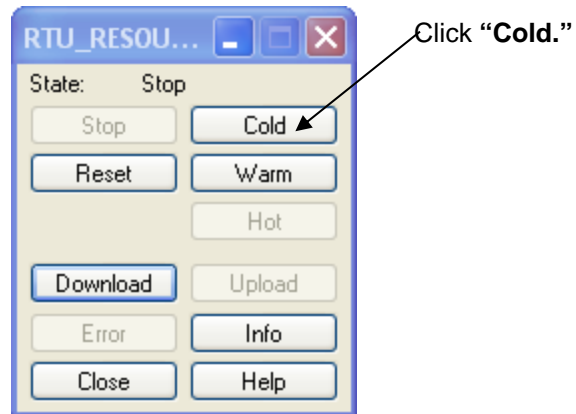 RTU_RESOU...
Click “Cold.”
State: Stop
Stop Cold
Reset Warm
Hot
Download Upload
Error Info
Close Help